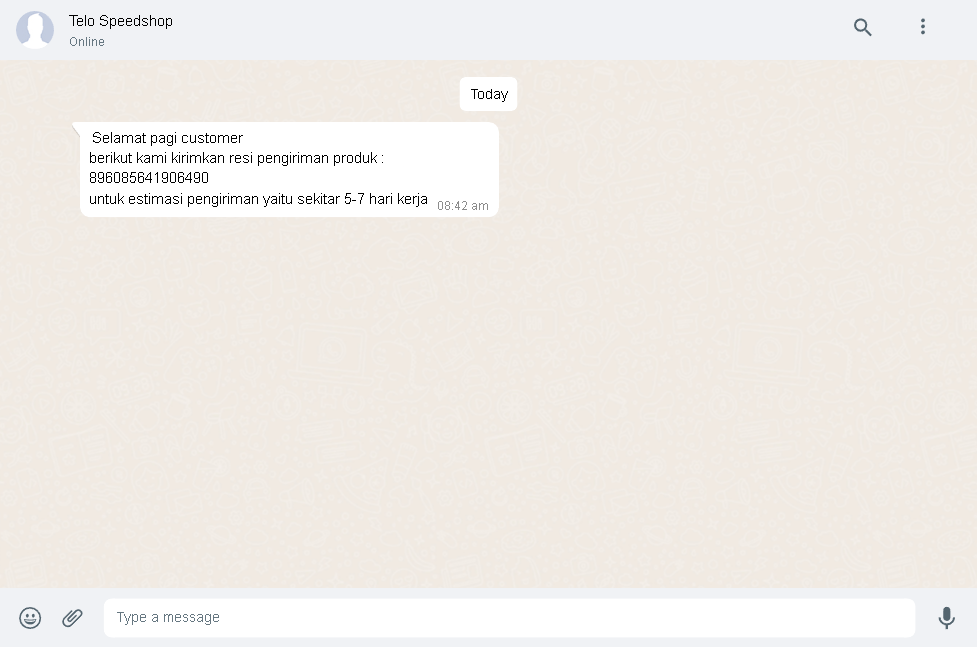 Telo Speedshop
Online
Today
Selamat pagi customer
berikut kami kirimkan resi pengiriman produk :
896085641906490
untuk estimasi pengiriman yaitu sekitar 5-7 hari kerja
08:42 am
Type a message